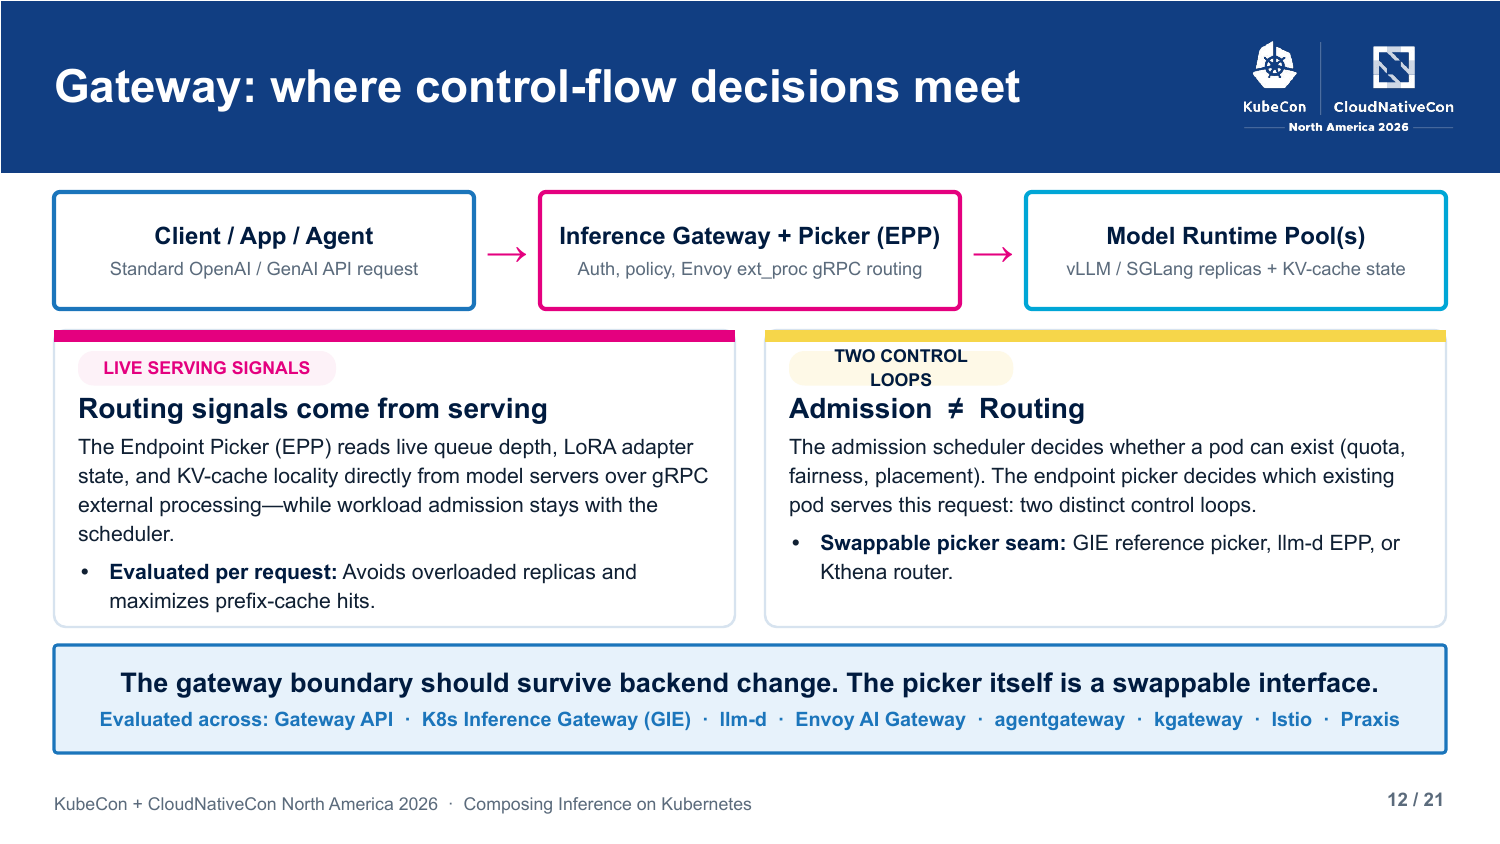 Gateway: where control-flow decisions meet
KubeCon
CloudNativeCon
North America 2026
Client / App / Agent
Standard OpenAI / GenAI API request
→
Inference Gateway + Picker (EPP)
Auth, policy, Envoy ext_proc gRPC routing
→
Model Runtime Pool(s)
vLLM / SGLang replicas + KV-cache state
LIVE SERVING SIGNALS
Routing signals come from serving
The Endpoint Picker (EPP) reads live queue depth, LoRA adapter
state, and KV-cache locality directly from model servers over gRPC
external processing—while workload admission stays with the
scheduler.
• Evaluated per request: Avoids overloaded replicas and
maximizes prefix-cache hits.
TWO CONTROL
LOOPS
Admission ≠ Routing
The admission scheduler decides whether a pod can exist (quota,
fairness, placement). The endpoint picker decides which existing
pod serves this request: two distinct control loops.
• Swappable picker seam: GIE reference picker, llm-d EPP, or
Kthena router.
The gateway boundary should survive backend change. The picker itself is a swappable interface.
Evaluated across: Gateway API · K8s Inference Gateway (GIE) · llm-d · Envoy AI Gateway · agentgateway · kgateway · Istio · Praxis
KubeCon + CloudNativeCon North America 2026 · Composing Inference on Kubernetes
12 / 21